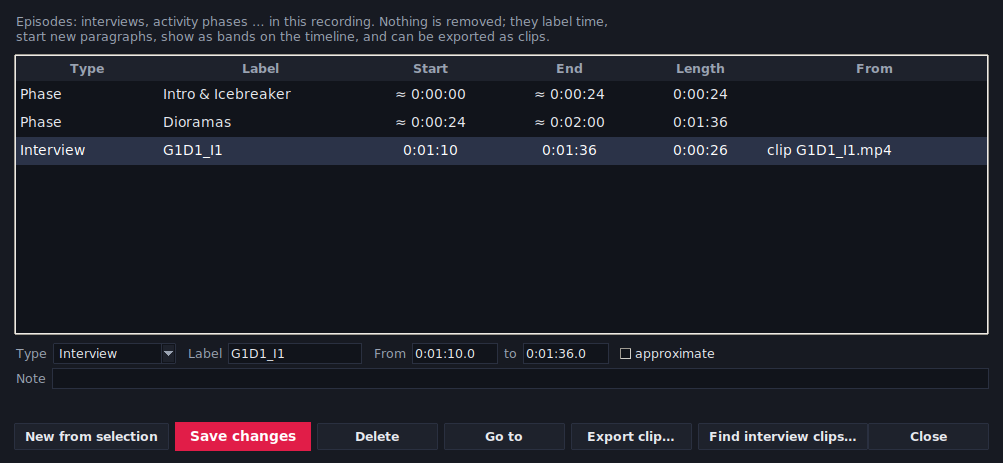 Episodes: interviews, activity phases … in this recording. Nothing is removed; they label time,
start new paragraphs, show as bands on the timeline, and can be exported as clips.
Type Label Start End Length From
Phase Intro & Icebreaker ≈ 0:00:00 ≈ 0:00:24 0:00:24
Phase Dioramas ≈ 0:00:24 ≈ 0:02:00 0:01:36
Interview G1D1_I1 0:01:10 0:01:36 0:00:26 clip G1D1_I1.mp4
Type Interview Label G1D1_I1 From 0:01:10.0 to 0:01:36.0 approximate
Note
New from selection Save changes Delete Go to Export clip… Find interview clips… Close